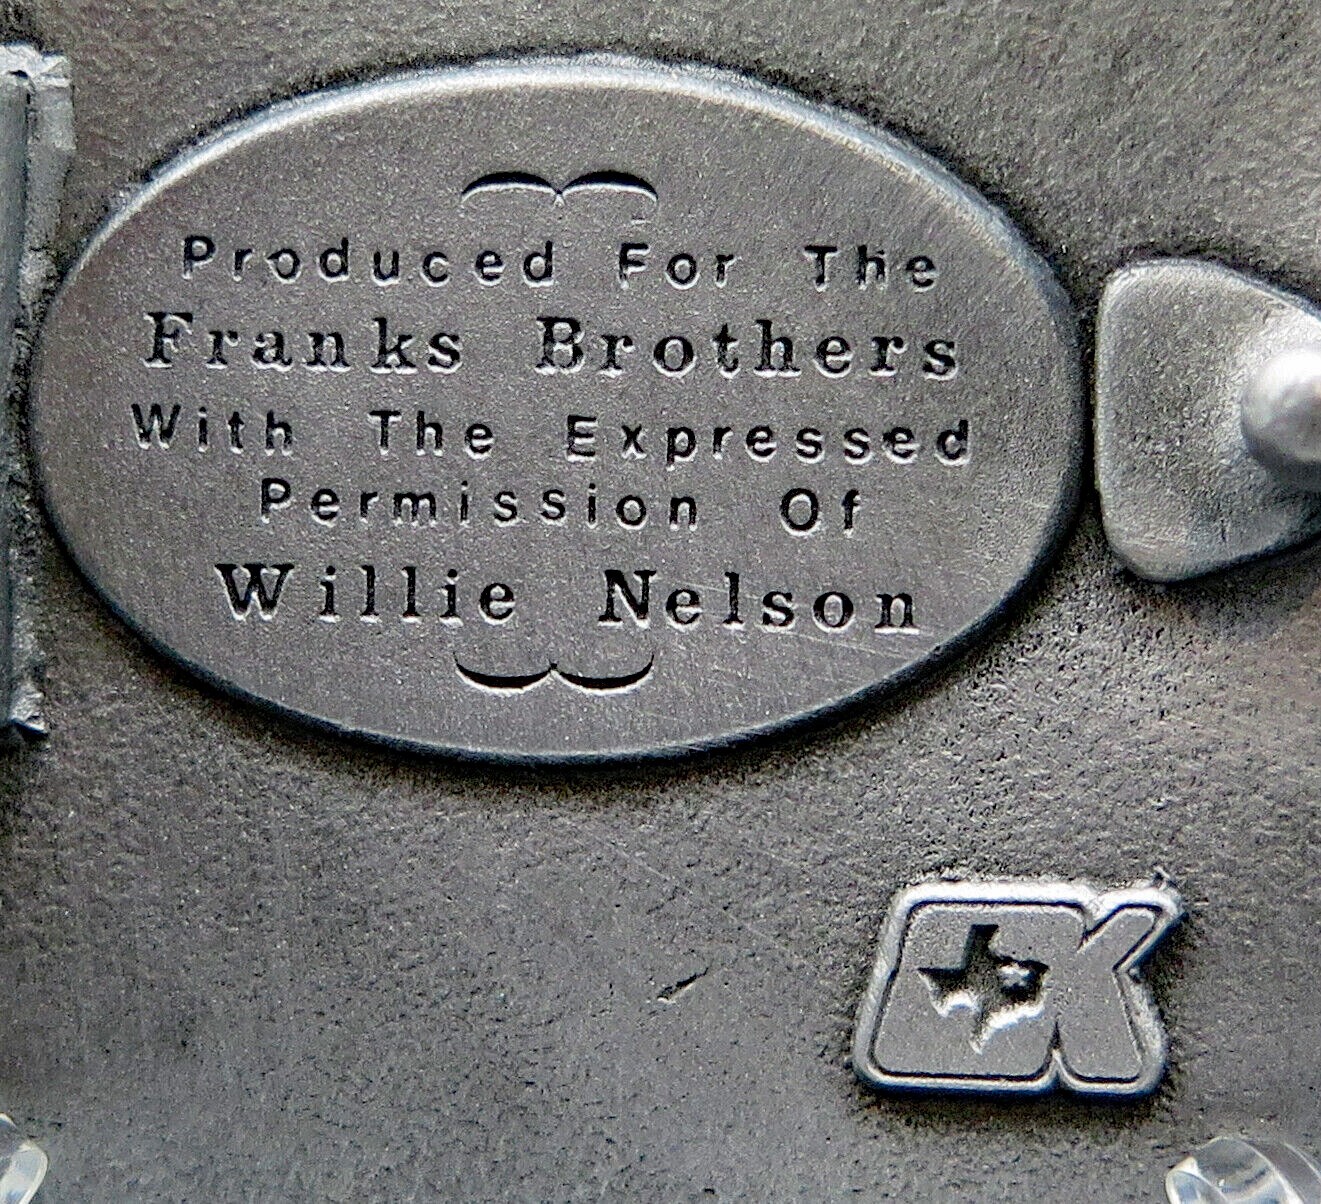 Produced For The
Franks Brothers
With The Expressed
Permission Of
Willie Nelson